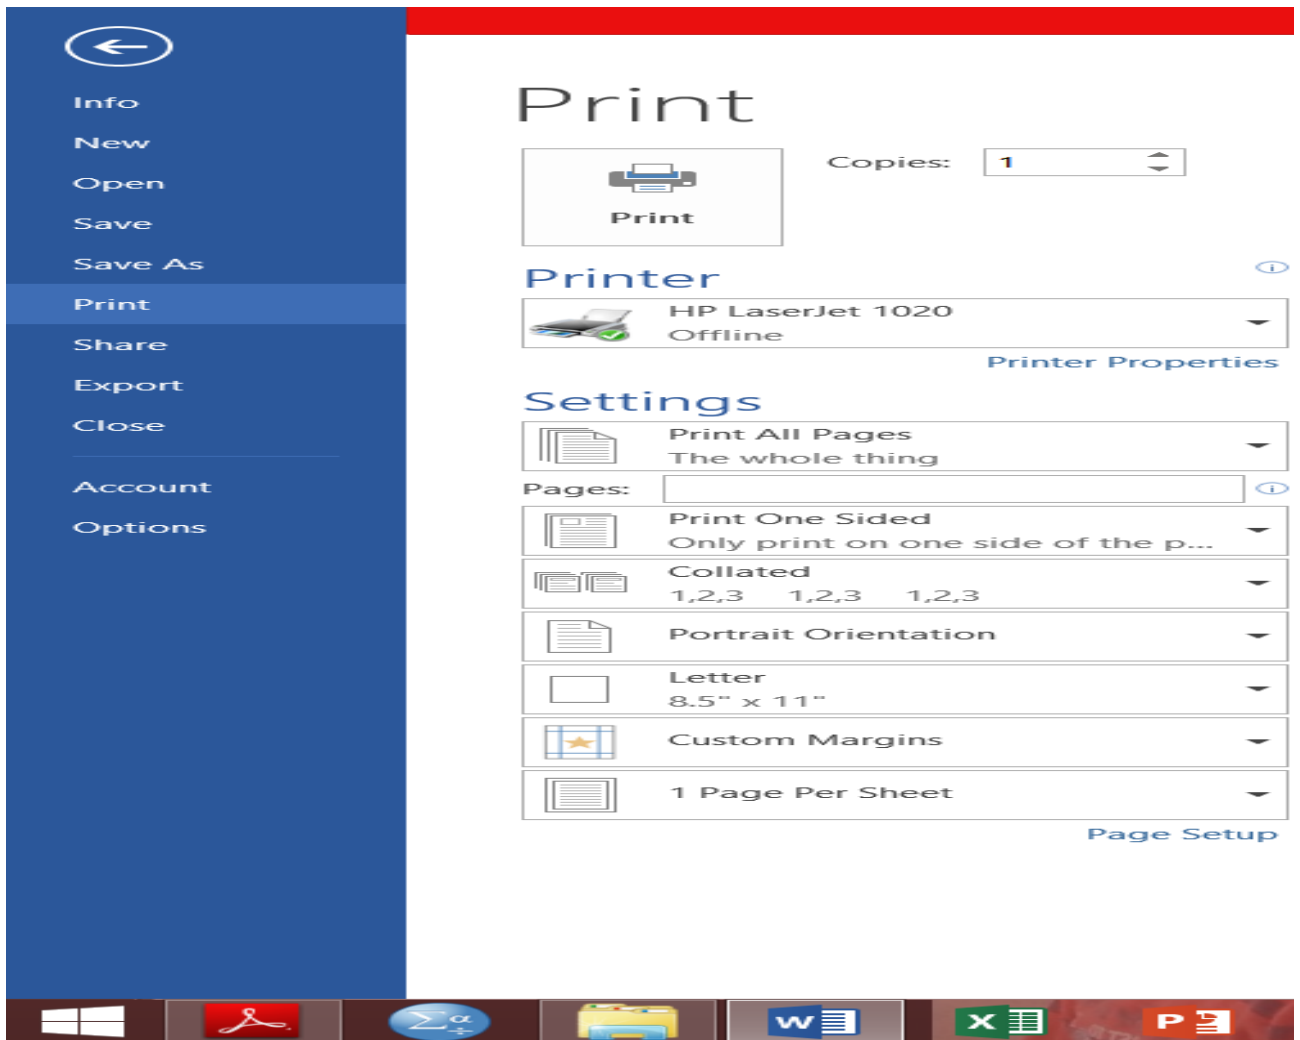 Info
New
Open
Save
Save As
Print
Share
Export
Close
Account
Options
Print
Print
Copies: 1
Printer
HP LaserJet 1020
Offline
Printer Properties
Settings
Print All Pages
The whole thing
Pages:
Print One Sided
Only print on one side of the p...
Collated
1,2,3 1,2,3 1,2,3
Portrait Orientation
Letter
8.5" x 11"
Custom Margins
1 Page Per Sheet
Page Setup